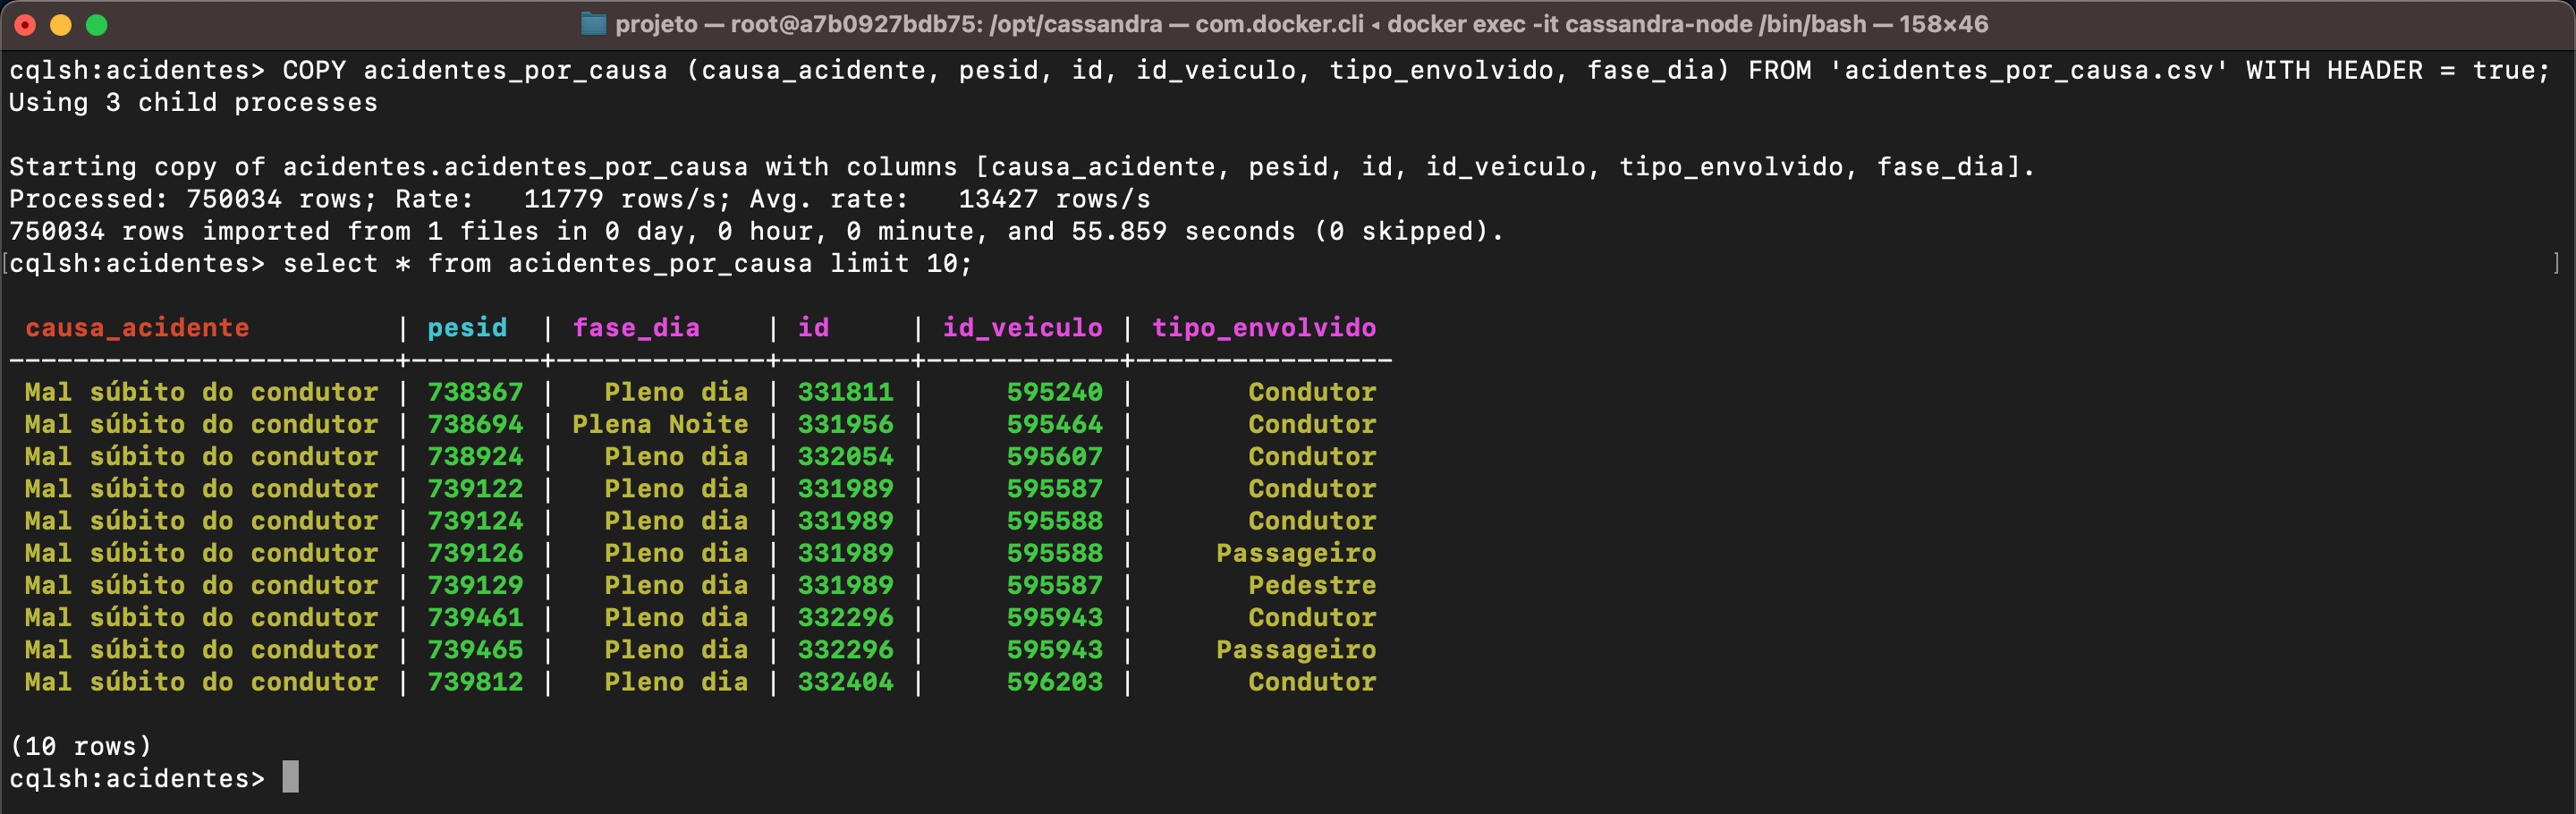 projeto — root@a7b0927bdb75: /opt/cassandra — com.docker.cli ◂ docker exec -it cassandra-node /bin/bash — 158×46
cqlsh:acidentes> COPY acidentes_por_causa (causa_acidente, pesid, id, id_veiculo, tipo_envolvido, fase_dia) FROM 'acidentes_por_causa.csv' WITH HEADER = true;
Using 3 child processes
Starting copy of acidentes.acidentes_por_causa with columns [causa_acidente, pesid, id, id_veiculo, tipo_envolvido, fase_dia].
Processed: 750034 rows; Rate:   11779 rows/s; Avg. rate:   13427 rows/s
750034 rows imported from 1 files in 0 day, 0 hour, 0 minute, and 55.859 seconds (0 skipped).
[cqlsh:acidentes> select * from acidentes_por_causa limit 10; ]
 causa_acidente         | pesid  | fase_dia    | id     | id_veiculo | tipo_envolvido
------------------------+--------+-------------+--------+------------+----------------
 Mal súbito do condutor | 738367 |   Pleno dia | 331811 |     595240 |       Condutor
 Mal súbito do condutor | 738694 | Plena Noite | 331956 |     595464 |       Condutor
 Mal súbito do condutor | 738924 |   Pleno dia | 332054 |     595607 |       Condutor
 Mal súbito do condutor | 739122 |   Pleno dia | 331989 |     595587 |       Condutor
 Mal súbito do condutor | 739124 |   Pleno dia | 331989 |     595588 |       Condutor
 Mal súbito do condutor | 739126 |   Pleno dia | 331989 |     595588 |     Passageiro
 Mal súbito do condutor | 739129 |   Pleno dia | 331989 |     595587 |       Pedestre
 Mal súbito do condutor | 739461 |   Pleno dia | 332296 |     595943 |       Condutor
 Mal súbito do condutor | 739465 |   Pleno dia | 332296 |     595943 |     Passageiro
 Mal súbito do condutor | 739812 |   Pleno dia | 332404 |     596203 |       Condutor
(10 rows)
cqlsh:acidentes>